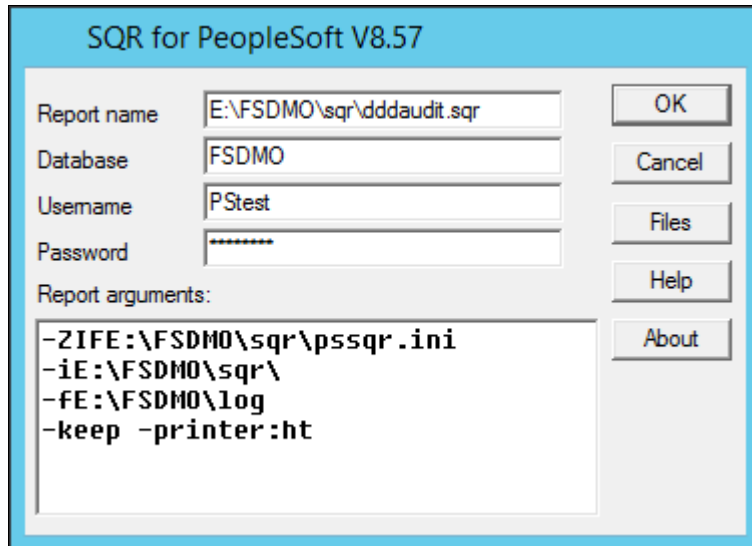 SQR for PeopleSoft V8.57
Report name E:\FSDMO\sqr\dddaudit.sqr OK
Database FSDMO Cancel
Username PStest Files
Password ********
Report arguments: Help
-ZIFE:\FSDMO\sqr\pssqr.ini About
-iE:\FSDMO\sqr\
-fE:\FSDMO\log
-keep -printer:ht